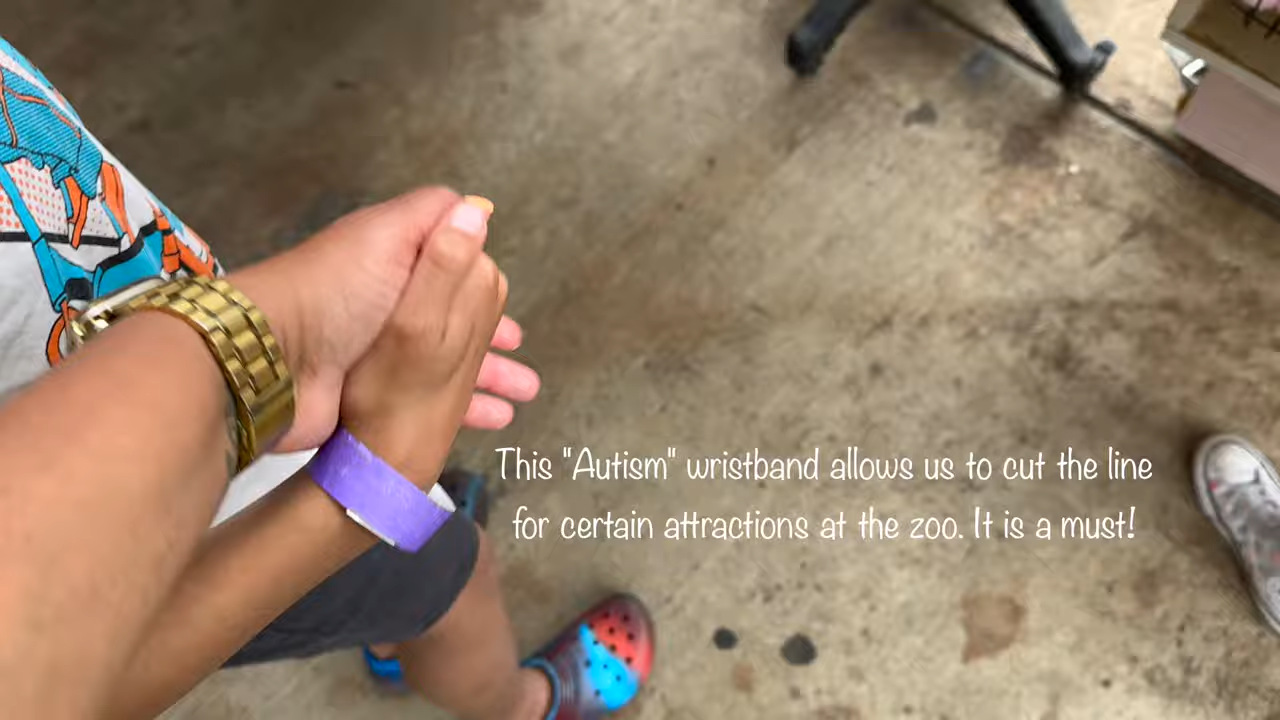 This "Autism" wristband allows us to cut the line
for certain attractions at the zoo. It is a must!